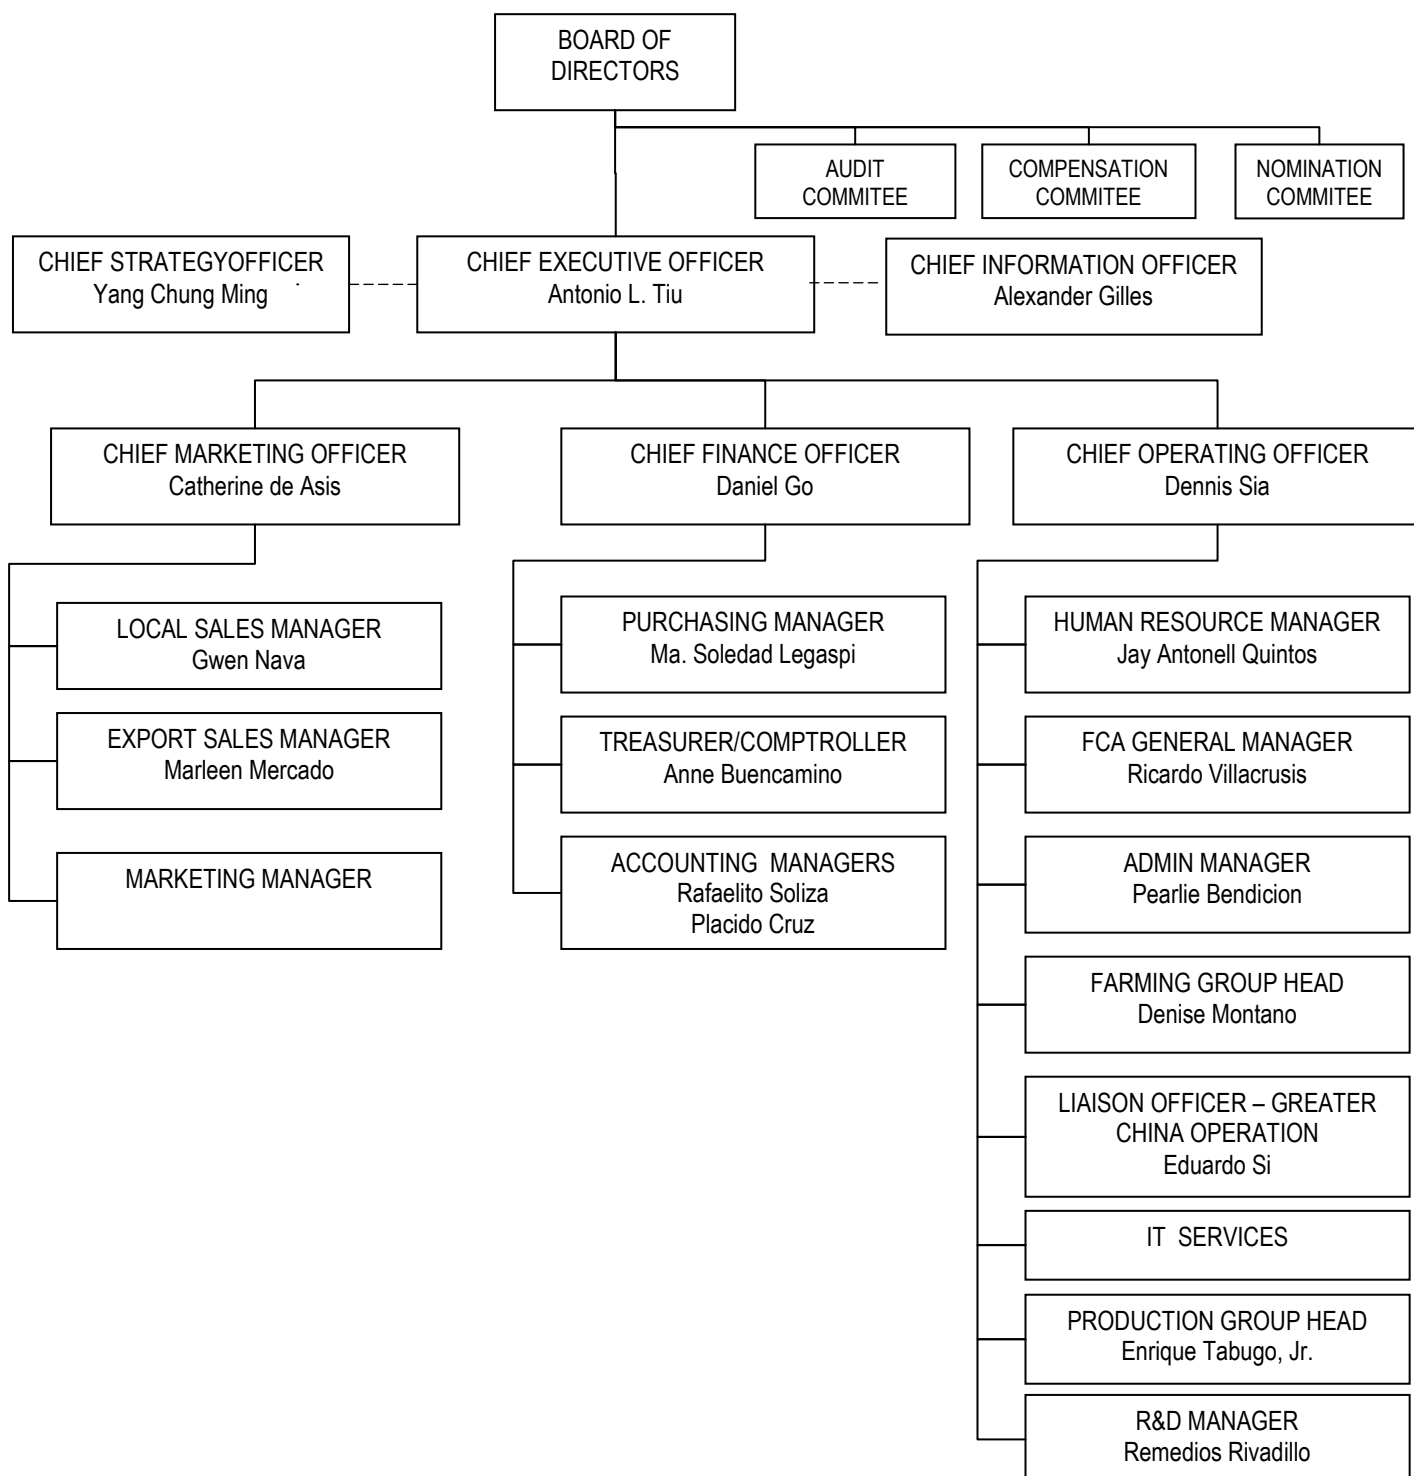 BOARD OF
DIRECTORS
AUDIT
COMMITEE
COMPENSATION
COMMITEE
NOMINATION
COMMITEE
CHIEF STRATEGYOFFICER
Yang Chung Ming
CHIEF EXECUTIVE OFFICER
Antonio L. Tiu
CHIEF INFORMATION OFFICER
Alexander Gilles
CHIEF MARKETING OFFICER
Catherine de Asis
CHIEF FINANCE OFFICER
Daniel Go
CHIEF OPERATING OFFICER
Dennis Sia
LOCAL SALES MANAGER
Gwen Nava
EXPORT SALES MANAGER
Marleen Mercado
MARKETING MANAGER
PURCHASING MANAGER
Ma. Soledad Legaspi
TREASURER/COMPTROLLER
Anne Buencamino
ACCOUNTING MANAGERS
Rafaelito Soliza
Placido Cruz
HUMAN RESOURCE MANAGER
Jay Antonell Quintos
FCA GENERAL MANAGER
Ricardo Villacrusis
ADMIN MANAGER
Pearlie Bendicion
FARMING GROUP HEAD
Denise Montano
LIAISON OFFICER – GREATER
CHINA OPERATION
Eduardo Si
IT SERVICES
PRODUCTION GROUP HEAD
Enrique Tabugo, Jr.
R&D MANAGER
Remedios Rivadillo